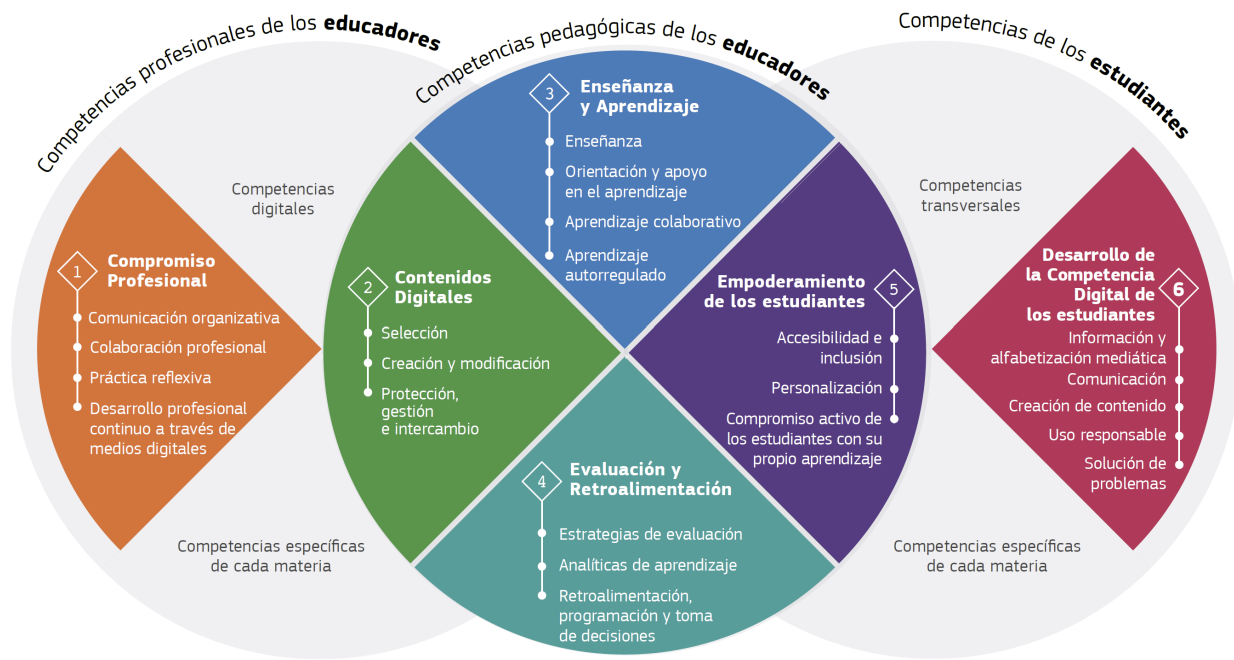 Competencias profesionales de los educadores
Competencias pedagógicas de los educadores
Competencias de los estudiantes
Competencias
digitales
Competencias
transversales
1
Compromiso
Profesional
Comunicación organizativa
Colaboración profesional
Práctica reflexiva
Desarrollo profesional
continuo a través de
medios digitales
2
Contenidos
Digitales
Selección
Creación y modificación
Protección,
gestión
e intercambio
3
Enseñanza
y Aprendizaje
Enseñanza
Orientación y apoyo
en el aprendizaje
Aprendizaje colaborativo
Aprendizaje
autorregulado
4
Evaluación y
Retroalimentación
Estrategias de evaluación
Analíticas de aprendizaje
Retroalimentación,
programación y toma
de decisiones
5
Empoderamiento
de los estudiantes
Accesibilidad e
inclusión
Personalización
Compromiso activo de
los estudiantes con su
propio aprendizaje
6
Desarrollo de
la Competencia
Digital de
los estudiantes
Información y
alfabetización mediática
Comunicación
Creación de contenido
Uso responsable
Solución de
problemas
Competencias específicas
de cada materia
Competencias específicas
de cada materia